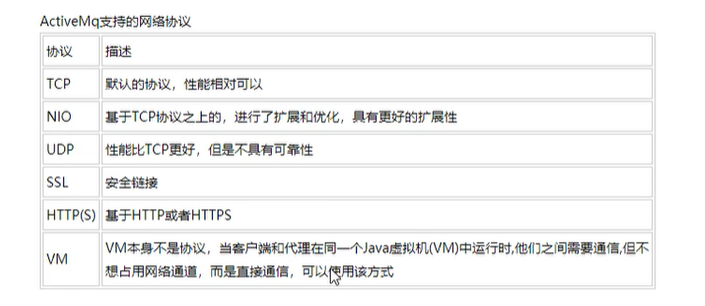 ActiveMq支持的网络协议
协议 描述
TCP 默认的协议，性能相对可以
NIO 基于TCP协议之上的，进行了扩展和优化，具有更好的扩展性
UDP 性能比TCP更好，但是不具有可靠性
SSL 安全链接
HTTP(S) 基于HTTP或者HTTPS
VM VM本身不是协议，当客户端和代理在同一个Java虚拟机(VM)中运行时,他们之间需要通信,但不
想占用网络通道，而是直接通信，可以使用该方式